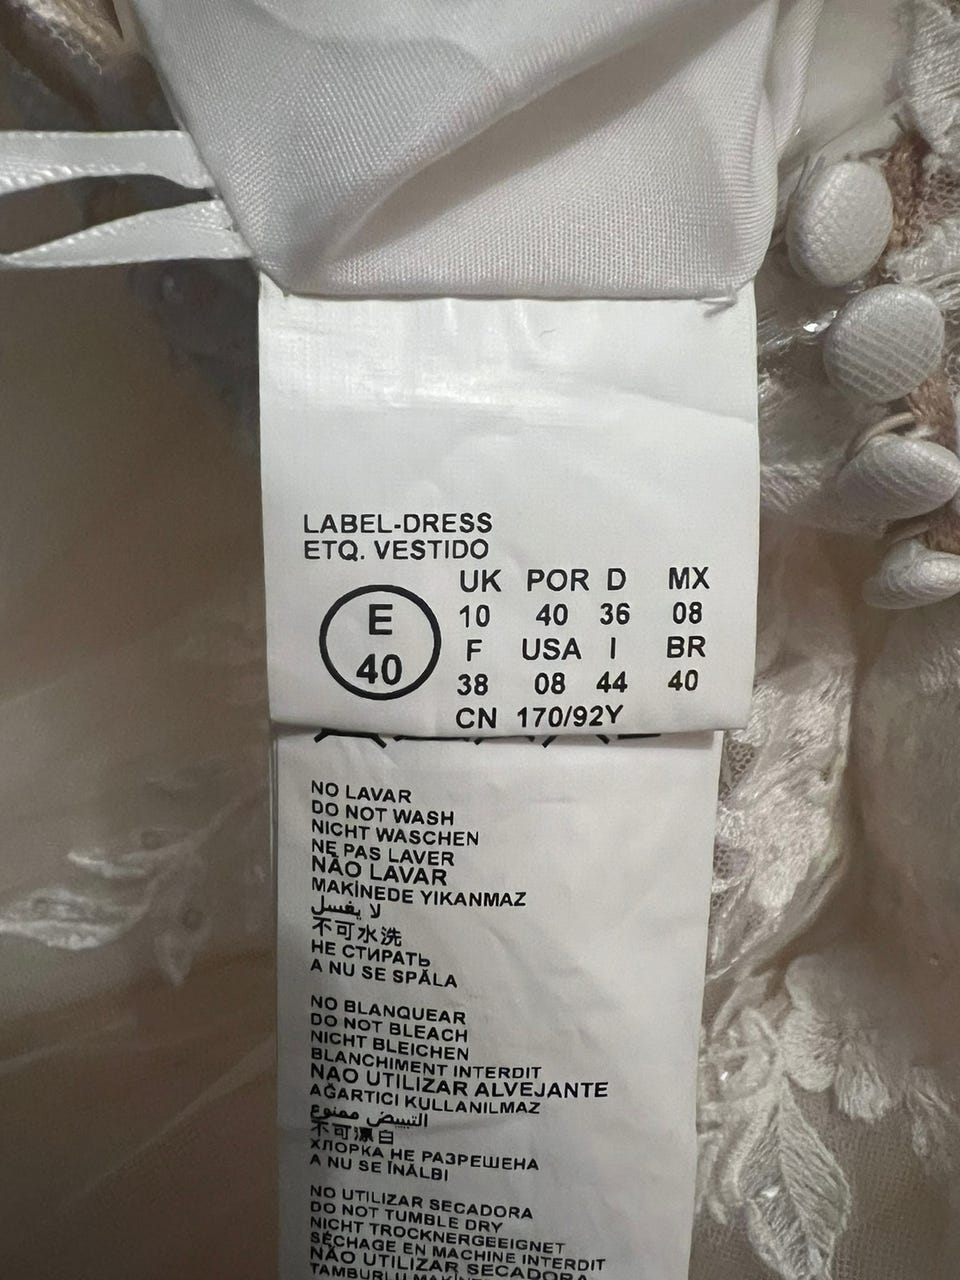 LABEL-DRESS
ETQ. VESTIDO
E
40
UK POR D MX
10 40 36 08
F USA I BR
38 08 44 40
CN 170/92Y
NO LAVAR
DO NOT WASH
NICHT WASCHEN
NE PAS LAVER
NÃO LAVAR
MAKİNEDE YIKANMAZ
لا يغسل
不可水洗
НЕ СТИРАТЬ
A NU SE SPĂLA
NO BLANQUEAR
DO NOT BLEACH
NICHT BLEICHEN
BLANCHIMENT INTERDIT
NAO UTILIZAR ALVEJANTE
AĞARTICI KULLANILMAZ
التبييض ممنوع
不可漂白
ХЛОРКА НЕ РАЗРЕШЕНА
A NU SE ÎNĂLBI
NO UTILIZAR SECADORA
DO NOT TUMBLE DRY
NICHT TROCKNERGEEIGNET
SÉCHAGE EN MACHINE INTERDIT
NÃO UTILIZAR SECADORA